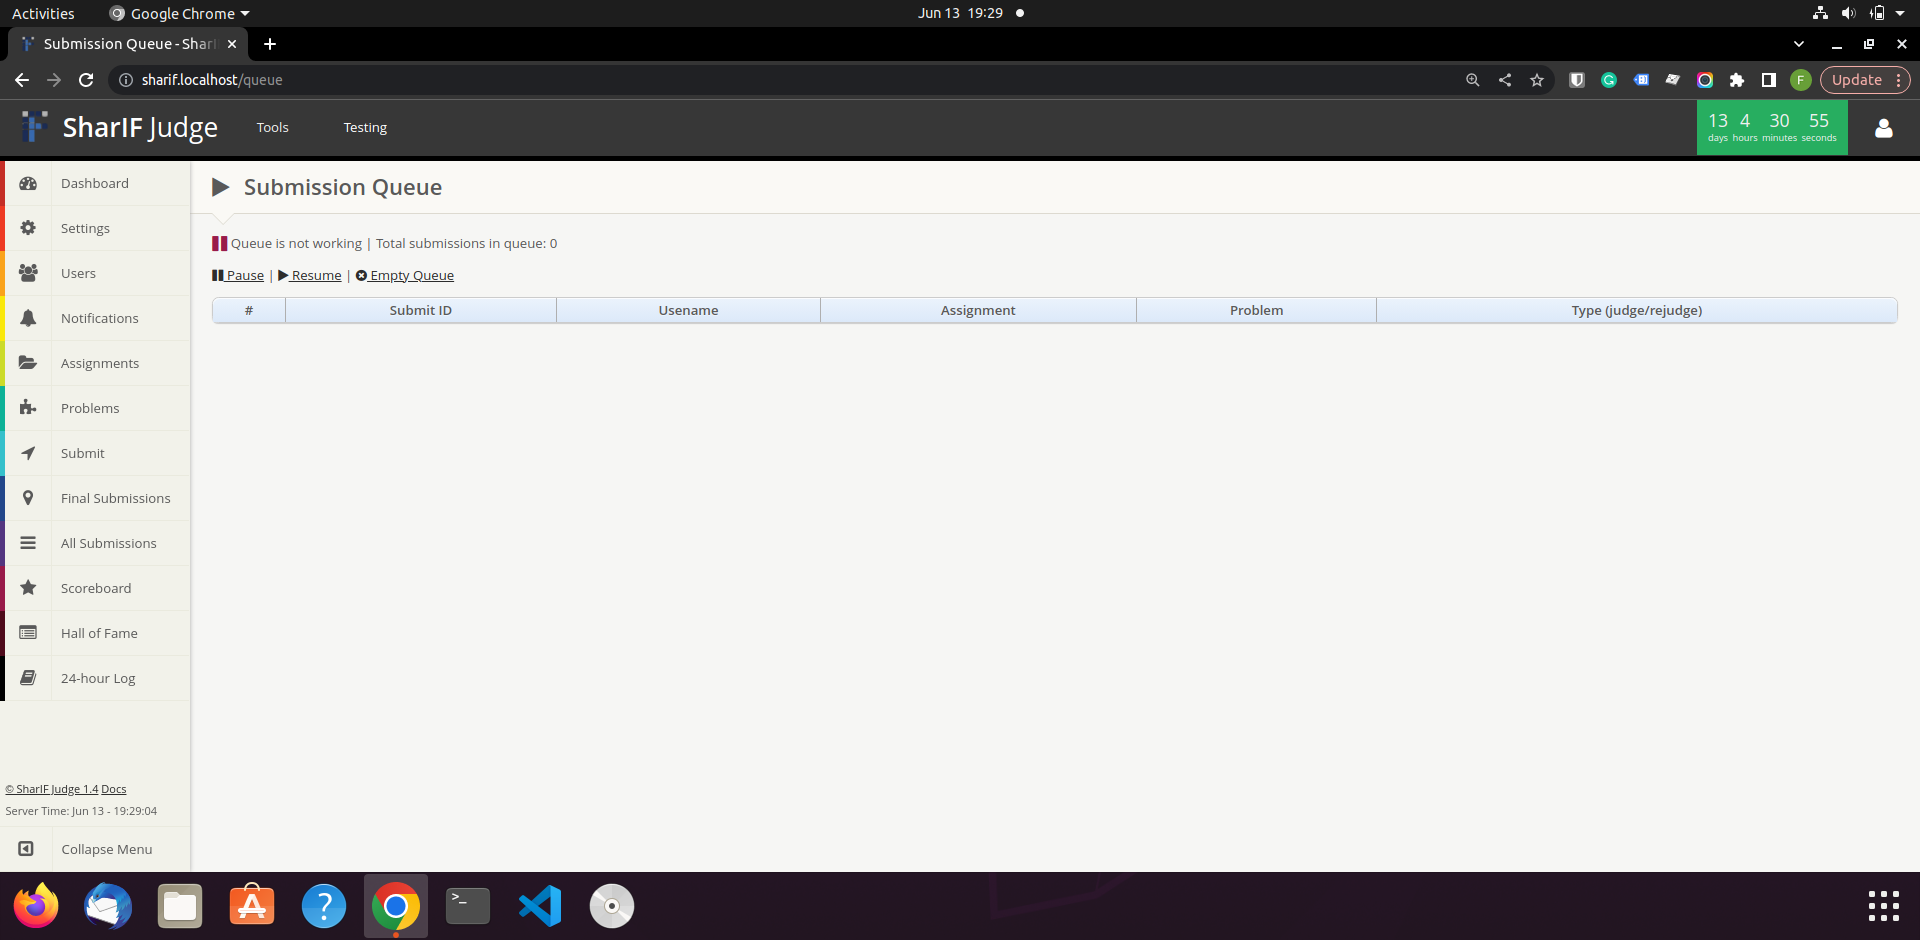 Activities
Google Chrome
Jun 13 19:29
Submission Queue - Shar
sharif.localhost/queue
F
Update
SharIF Judge
Tools
Testing
13 4 30 55
days hours minutes seconds
Dashboard
Settings
Users
Notifications
Assignments
Problems
Submit
Final Submissions
All Submissions
Scoreboard
Hall of Fame
24-hour Log
© SharIF Judge 1.4 Docs
Server Time: Jun 13 - 19:29:04
Collapse Menu
Submission Queue
Queue is not working | Total submissions in queue: 0
Pause | Resume | Empty Queue
# Submit ID Usename Assignment Problem Type (judge/rejudge)